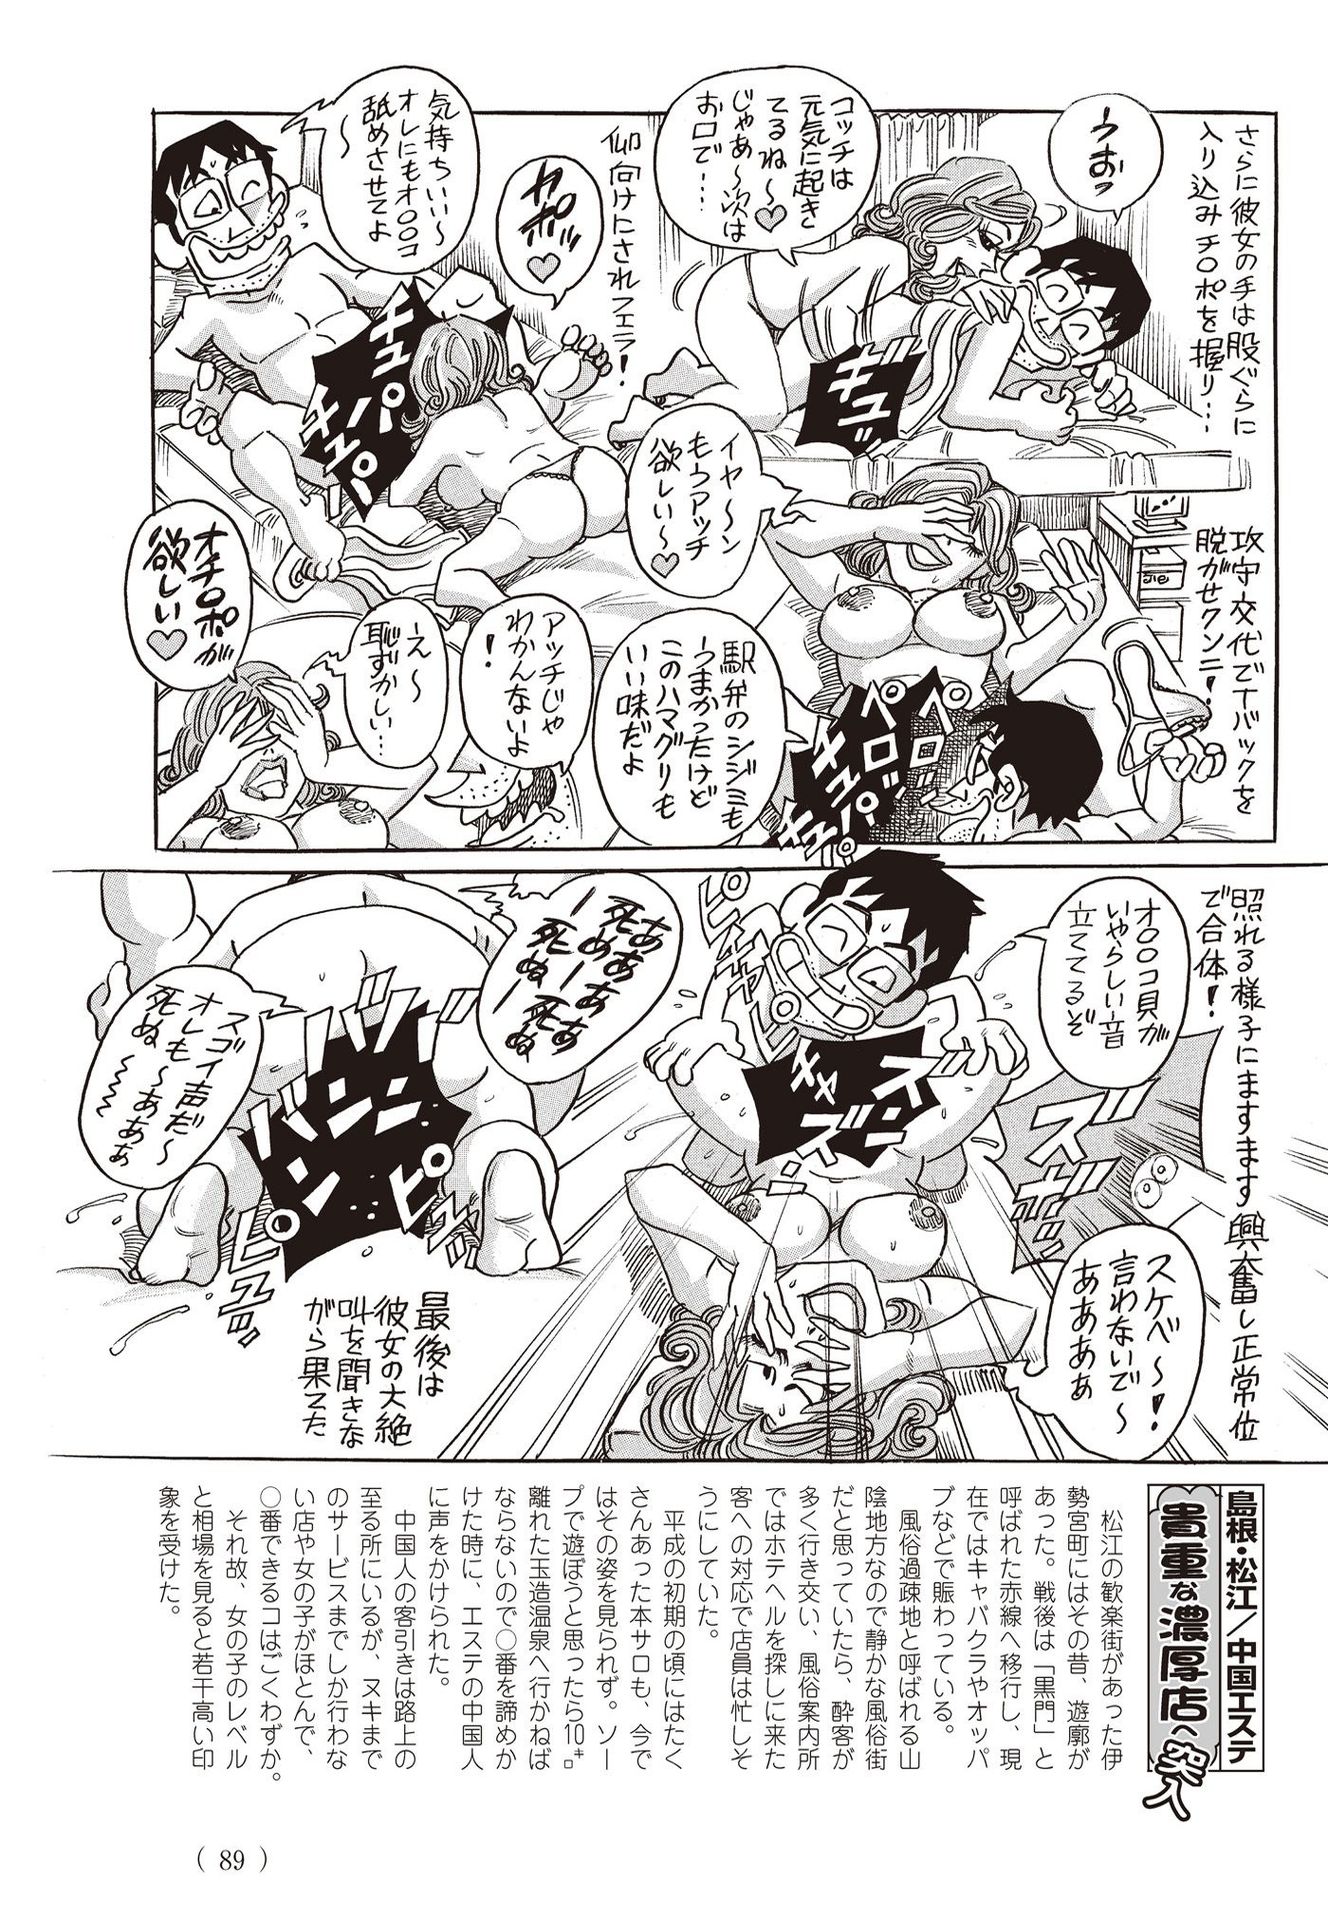 さらに彼女の手は股ぐらに
入り込みチ○ポを握り…
うおっ
コッチは
元気に起き
てるね〜♥
じゃあ〜次は
お口で…
ギュッ
仰向けにされフェラ！
カポッ♥
気持ちい〜
オレにもオ○○コ
舐めさせてよ
〜
チュパ
チュパ
攻守交代でTバックを
脱がせクンニ！
イヤ〜ン
もうアッチ
欲しい〜♥
ペロペロ
チュパチュパ
駅弁のシジミも
うまかったけど
このハマグリも
いい味だよ
アッチじゃ
わかんないよ
！
え〜
恥ずかしい…
オチ○ポが
欲しい♥
照れる様子にますます興奮し正常位
で合体！
オ○○コ貝が
いやらしい音
立ててるぞ
ピチャピチャ
ズンズン
ズボッズボッ
スケベ〜！
言わないで〜
ああああ
あああああ
ー死ぬー死ぬ
ー死ぬー死ぬー
スゴイ声だ〜
オレも〜ああぁ
死ぬ〜〜〜
バンバン
パンパン
ピュー
ピピュー
最後は
彼女の大絶
叫を聞きな
がら果てた
島根・松江／中国エステ
貴重な濃厚店へ突入
松江の歓楽街があった伊
勢宮町にはその昔、遊廓が
あった。戦後は「黒門」と
呼ばれた赤線へ移行し、現
在ではキャバクラやオッパ
ブなどで賑わっている。
風俗過疎地と呼ばれる山
陰地方なので静かな風俗街
だと思っていたら、酔客が
多く行き交い、風俗案内所
ではホテヘルを探しに来た
客への対応で店員は忙しそ
うにしていた。
平成の初期の頃にはたく
さんあった本サロも、今で
はその姿を見られず。ソー
プで遊ぼうと思ったら10㌔
離れた玉造温泉へ行かねば
ならないので○番を諦めか
けた時に、エステの中国人
に声をかけられた。
中国人の客引きは路上の
至る所にいるが、ヌキまで
のサービスまでしか行わな
い店や女の子がほとんで、
○番できるコはごくわずか。
それ故、女の子のレベル
と相場を見ると若干高い印
象を受けた。
（89）